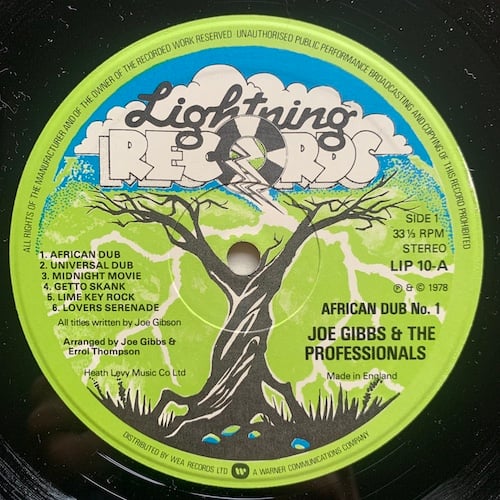 ALL RIGHTS OF THE MANUFACTURER AND OF THE OWNER OF THE RECORDED WORK RESERVED UNAUTHORISED PUBLIC PERFORMANCE BROADCASTING AND COPYING OF THIS RECORD PROHIBITED
Lightning
RECORDS
SIDE 1
33 ⅓ RPM
STEREO
LIP 10-A
℗ & © 1978
1. AFRICAN DUB
2. UNIVERSAL DUB
3. MIDNIGHT MOVIE
4. GETTO SKANK
5. LIME KEY ROCK
6. LOVERS SERENADE
All titles written by Joe Gibson
Arranged by Joe Gibbs &
Errol Thompson
Heath Levy Music Co Ltd
AFRICAN DUB No. 1
JOE GIBBS & THE
PROFESSIONALS
Made in England
DISTRIBUTED BY WEA RECORDS LTD A WARNER COMMUNICATIONS COMPANY